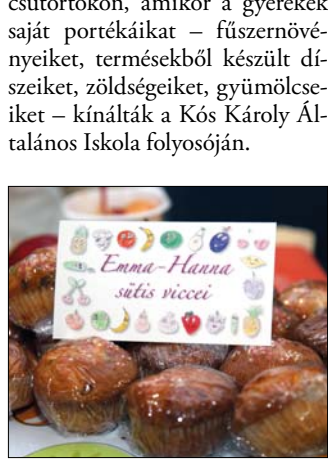 csütörtökön, amikor a gyerekek
saját portékáikat – fűszernövé-
nyeiket, termésekből készült dí-
szeiket, zöldségeiket, gyümölcse-
iket – kínálták a Kós Károly Ál-
talános Iskola folyosóján.
Emma-Hanna
sütis viccei